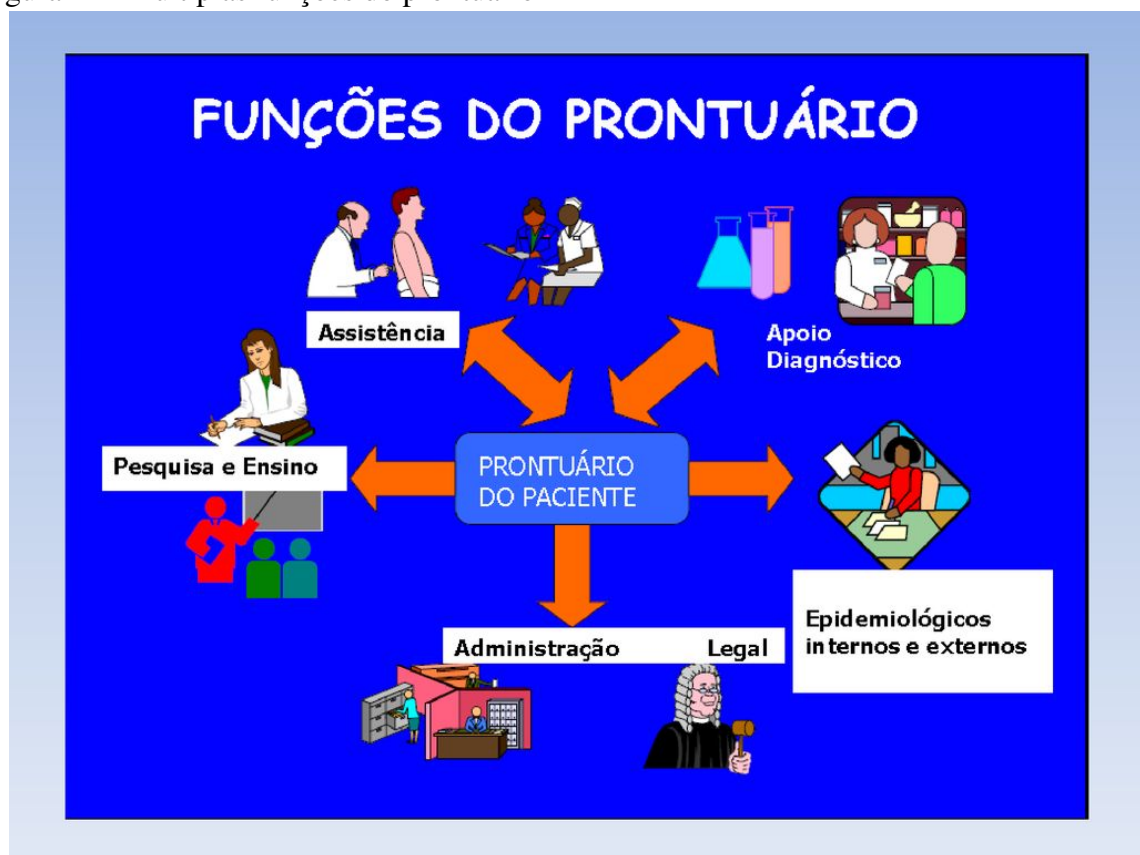 FUNÇÕES DO PRONTUÁRIO
Assistência
Apoio
Diagnóstico
Pesquisa e Ensino
PRONTUÁRIO
DO PACIENTE
Epidemiológicos
internos e externos
Administração Legal